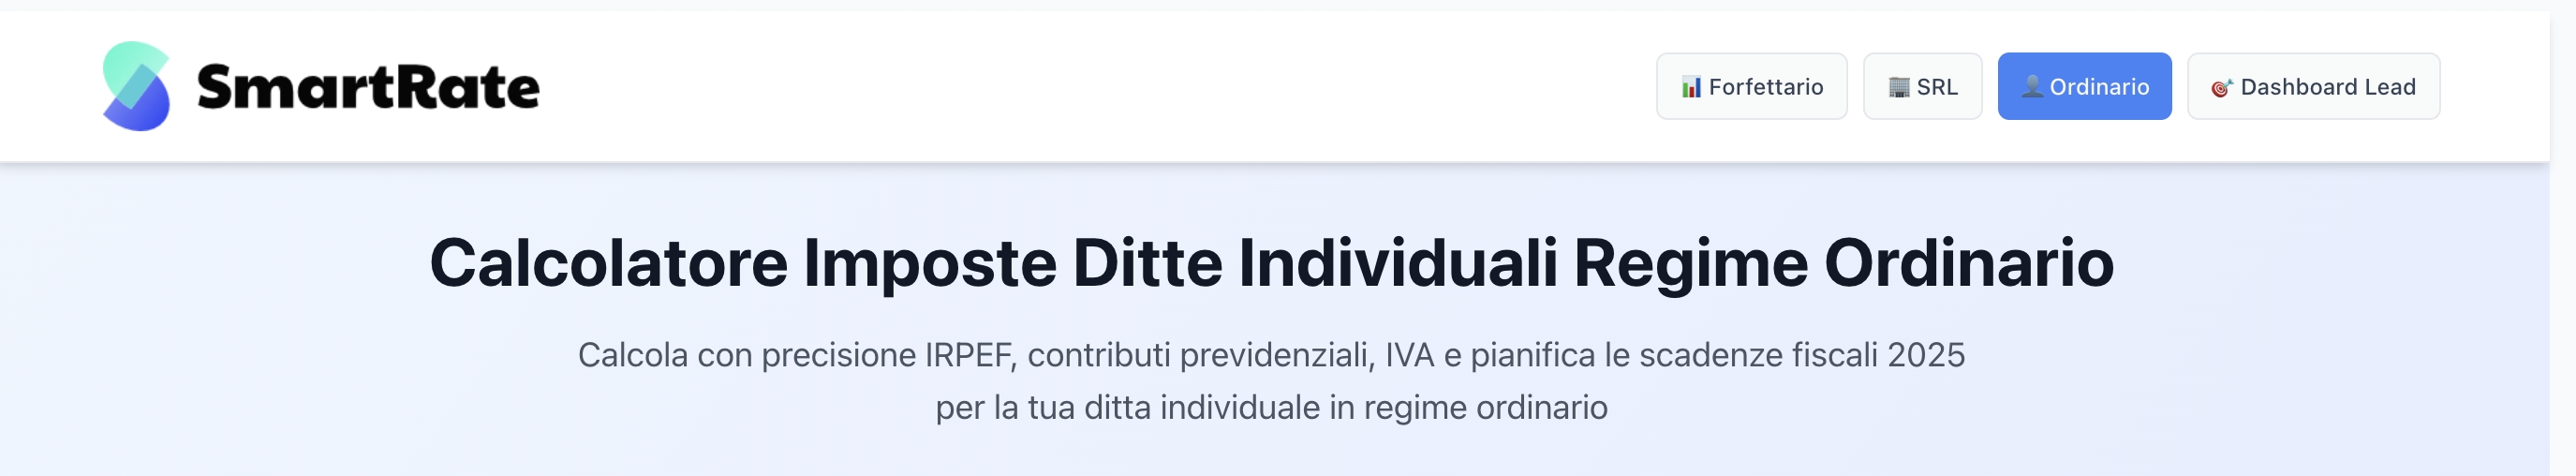 SmartRate
Forfettario
SRL
Ordinario
Dashboard Lead
Calcolatore Imposte Ditte Individuali Regime Ordinario
Calcola con precisione IRPEF, contributi previdenziali, IVA e pianifica le scadenze fiscali 2025
per la tua ditta individuale in regime ordinario